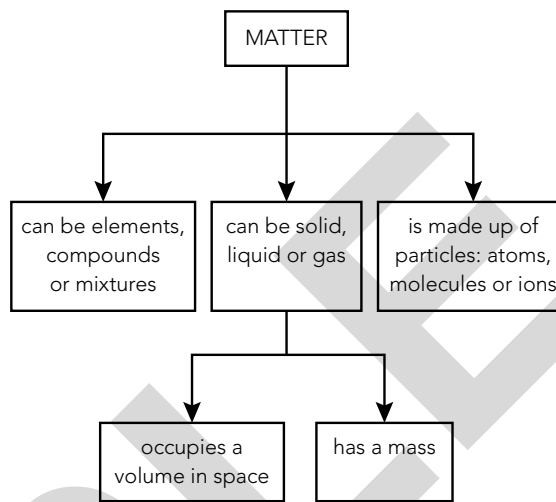 MATTER
can be elements,
compounds
or mixtures
can be solid,
liquid or gas
is made up of
particles: atoms,
molecules or ions
occupies a
volume in space
has a mass